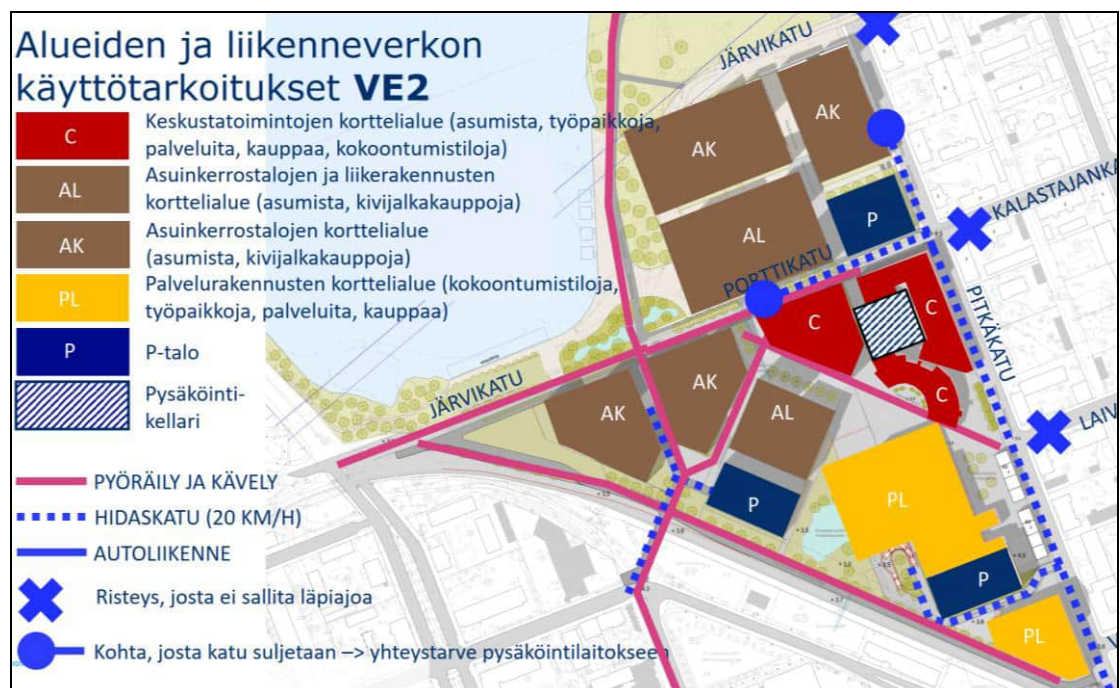 Alueiden ja liikenneverkon
käyttötarkoitukset VE2
C
Keskustatoimintojen korttelialue (asumista, työpaikkoja,
palveluita, kauppaa, kokoontumistiloja)
AL
Asuinkerrostalojen ja liikerakennusten
korttelialue (asumista, kivijalkakauppoja)
AK
Asuinkerrostalojen korttelialue
(asumista, kivijalkakauppoja)
PL
Palvelurakennusten korttelialue (kokoontumistiloja,
työpaikkoja, palveluita, kauppaa)
P
P-talo
Pysäköinti-
kellari
PYÖRÄILY JA KÄVELY
HIDASKATU (20 KM/H)
AUTOLIIKENNE
Risteys, josta ei sallita läpiajoa
Kohta, josta katu suljetaan –> yhteystarve pysäköintilaitokseen
JÄRVIKATU
AK
AK
AL
P
KALASTAJANKA
PORTTIKATU
PITKÄKATU
C
C
C
JÄRVIKATU
AK
AK
AL
P
LAIV
PL
P
PL
V